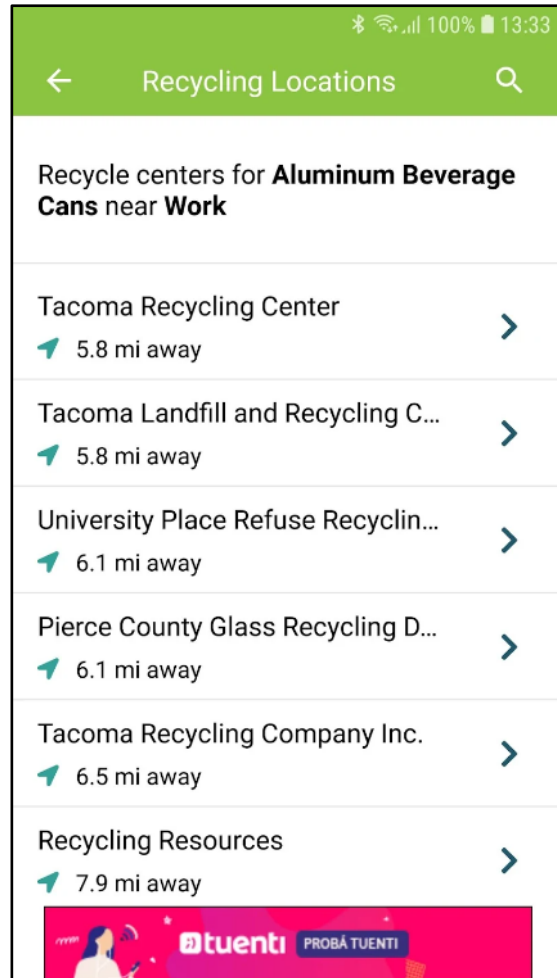 100% 13:33
Recycling Locations
Recycle centers for Aluminum Beverage
Cans near Work
Tacoma Recycling Center
5.8 mi away
Tacoma Landfill and Recycling C...
5.8 mi away
University Place Refuse Recyclin...
6.1 mi away
Pierce County Glass Recycling D...
6.1 mi away
Tacoma Recycling Company Inc.
6.5 mi away
Recycling Resources
7.9 mi away
tuenti PROBÁ TUENTI